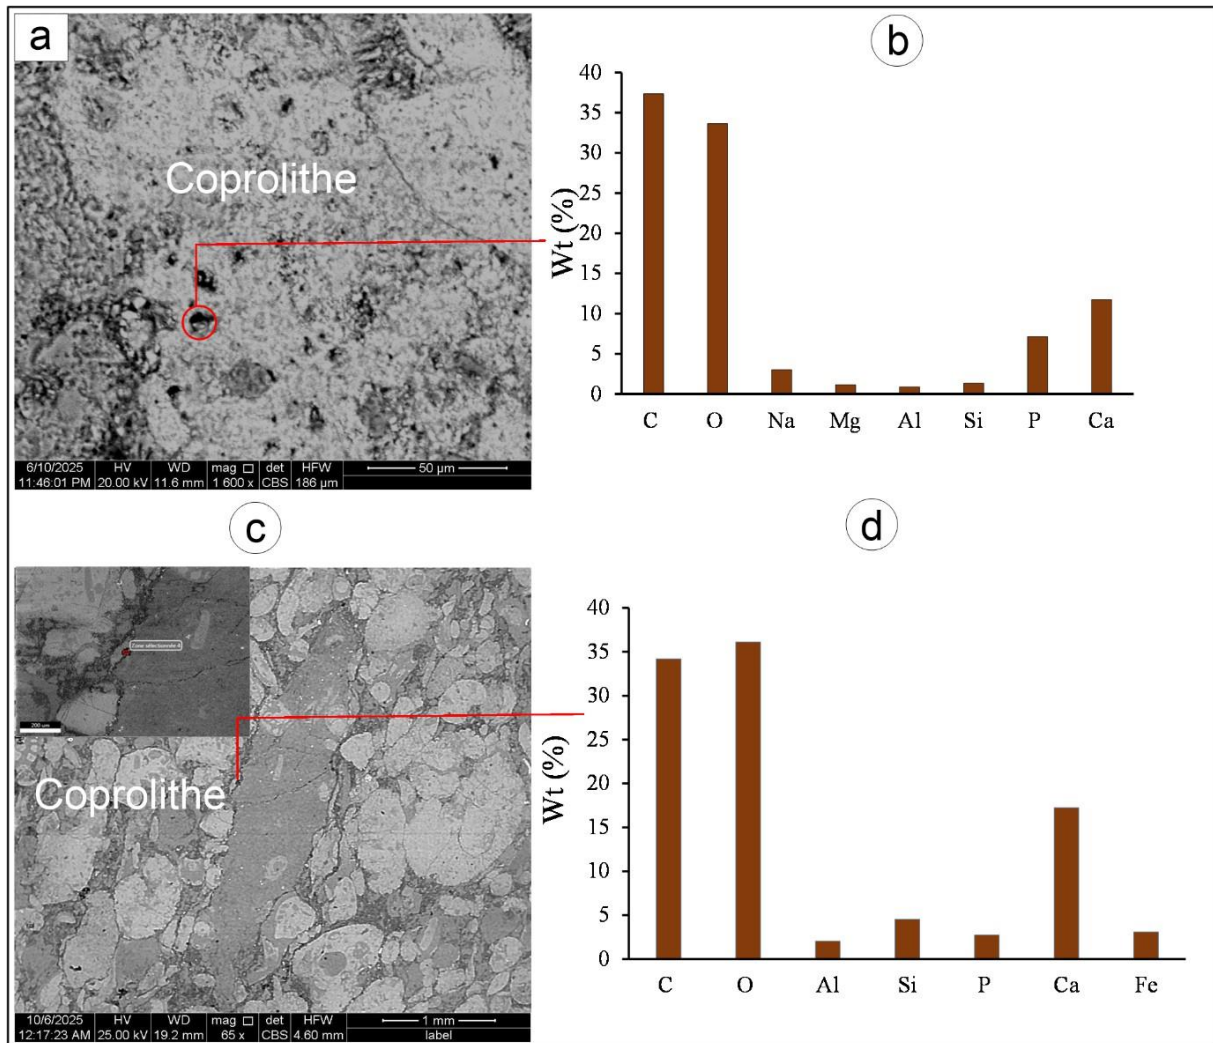 a
Coprolithe
6/10/2025 HV WD mag □ det HFW 50 µm
11:46:01 PM 20.00 kV 11.6 mm 1 600 x CBS 186 µm
b
Wt (%)
40
35
30
25
20
15
10
5
0
C O Na Mg Al Si P Ca
c
200 um
Coprolithe
10/6/2025 HV WD mag □ det HFW 1 mm
12:17:23 AM 25.00 kV 19.2 mm 65 x CBS 4.60 mm label
d
Wt (%)
40
35
30
25
20
15
10
5
0
C O Al Si P Ca Fe